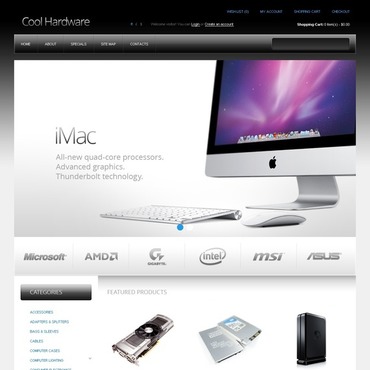 Cool Hardware
WISH LIST (0) MY ACCOUNT SHOPPING CART CHECKOUT
Welcome visitor! You can Login or Create an account.
Shopping Cart: 0 item(s) - $0.00
HOME ABOUT SPECIALS SITE MAP CONTACTS
iMac
All-new quad-core processors.
Advanced graphics.
Thunderbolt technology.
Microsoft AMD GIGABYTE intel msi ASUS
CATEGORIES
FEATURED PRODUCTS
ACCESSORIES
ADAPTERS & SPLITTERS
BAGS & SLEEVES
CABLES
COMPUTER CASES
COMPUTER LIGHTING